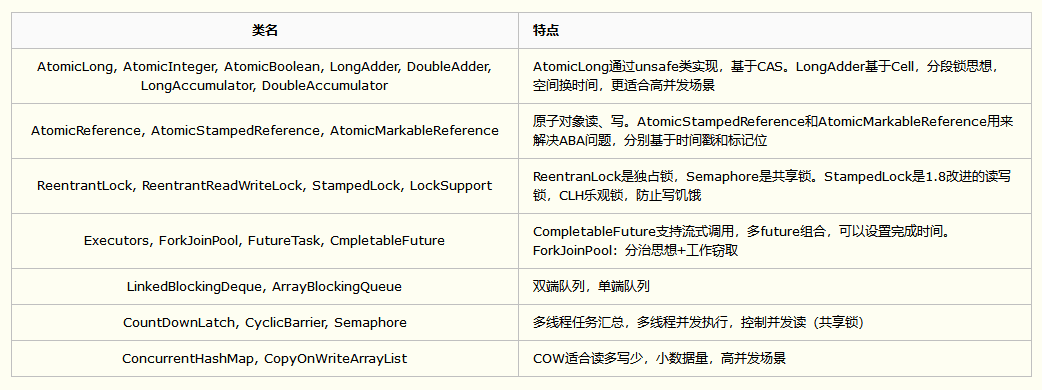 类名
特点
AtomicLong, AtomicInteger, AtomicBoolean, LongAdder, DoubleAdder,
LongAccumulator, DoubleAccumulator
AtomicLong通过unsafe类实现，基于CAS。LongAdder基于Cell，分段锁思想，
空间换时间，更适合高并发场景
AtomicReference, AtomicStampedReference, AtomicMarkableReference
原子对象读、写。AtomicStampedReference和AtomicMarkableReference用来
解决ABA问题，分别基于时间戳和标记位
ReentrantLock, ReentrantReadWriteLock, StampedLock, LockSupport
ReentranLock是独占锁，Semaphore是共享锁。StampedLock是1.8改进的读写
锁，CLH乐观锁，防止写饥饿
Executors, ForkJoinPool, FutureTask, CmpletableFuture
CompletableFuture支持流式调用，多future组合，可以设置完成时间。
ForkJoinPool：分治思想+工作窃取
LinkedBlockingDeque, ArrayBlockingQueue
双端队列，单端队列
CountDownLatch, CyclicBarrier, Semaphore
多线程任务汇总，多线程并发执行，控制并发读（共享锁）
ConcurrentHashMap, CopyOnWriteArrayList
COW适合读多写少，小数据量，高并发场景